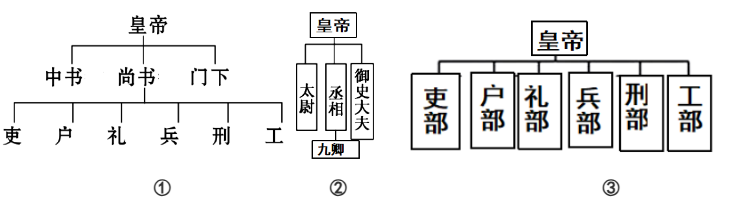 皇帝
中书 尚书 门下
吏 户 礼 兵 刑 工
①
皇帝
太尉 丞相 御史大夫
九卿
②
皇帝
吏部 户部 礼部 兵部 刑部 工部
③